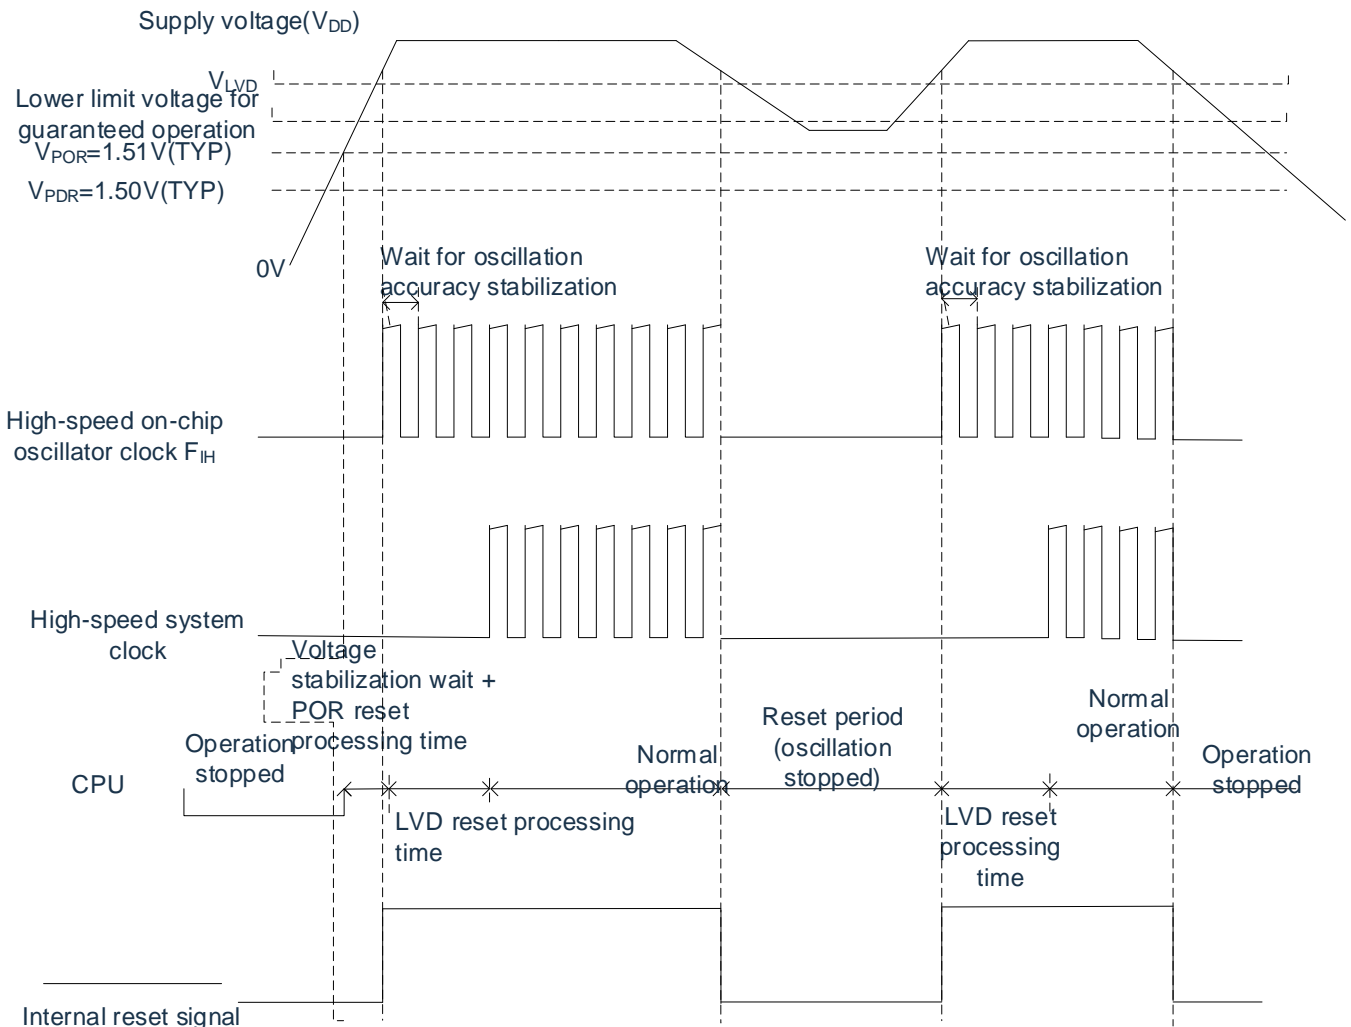 Supply voltage(VDD)
VLVD
Lower limit voltage for
guaranteed operation
VPOR=1.51V(TYP)
VPDR=1.50V(TYP)
0V
Wait for oscillation
accuracy stabilization
Wait for oscillation
accuracy stabilization
High-speed on-chip
oscillator clock FIH
High-speed system
clock
Voltage
stabilization wait +
POR reset
processing time
Operation
stopped
CPU
LVD reset processing
time
Normal
operation
Reset period
(oscillation
stopped)
LVD reset
processing
time
Normal
operation
Operation
stopped
Internal reset signal